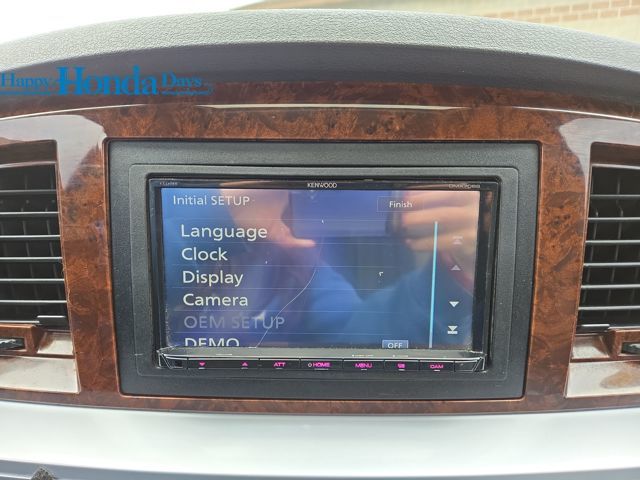 Happy Honda Days
KENWOOD
Initial SETUP
Finish
Language
Clock
Display
Camera
OEM SETUP
DEMO
OFF
ATT
HOME
MENU
CAM